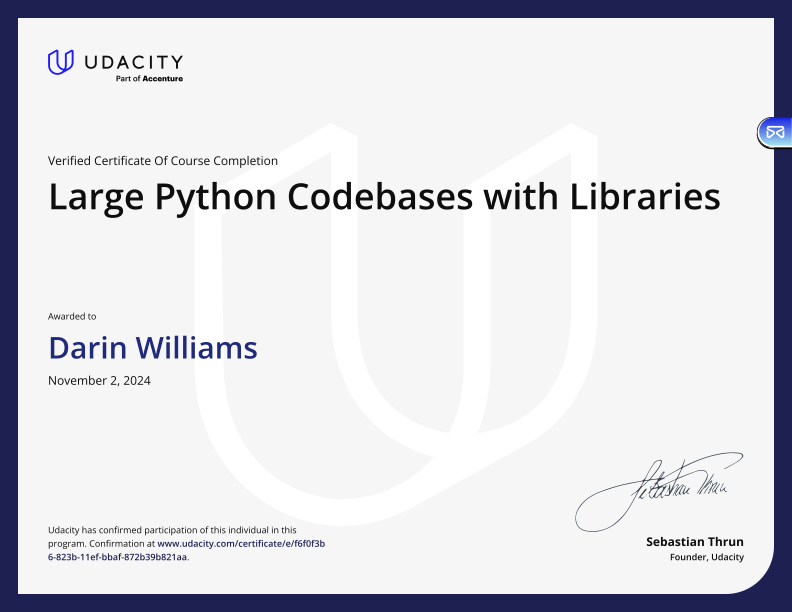 UDACITY
Part of Accenture
Verified Certificate Of Course Completion
Large Python Codebases with Libraries
Awarded to
Darin Williams
November 2, 2024
Sebastian Thrun
Udacity has confirmed participation of this individual in this
program. Confirmation at www.udacity.com/certificate/e/f6f0f3b
6-823b-11ef-bbaf-872b39b821aa.
Sebastian Thrun
Founder, Udacity